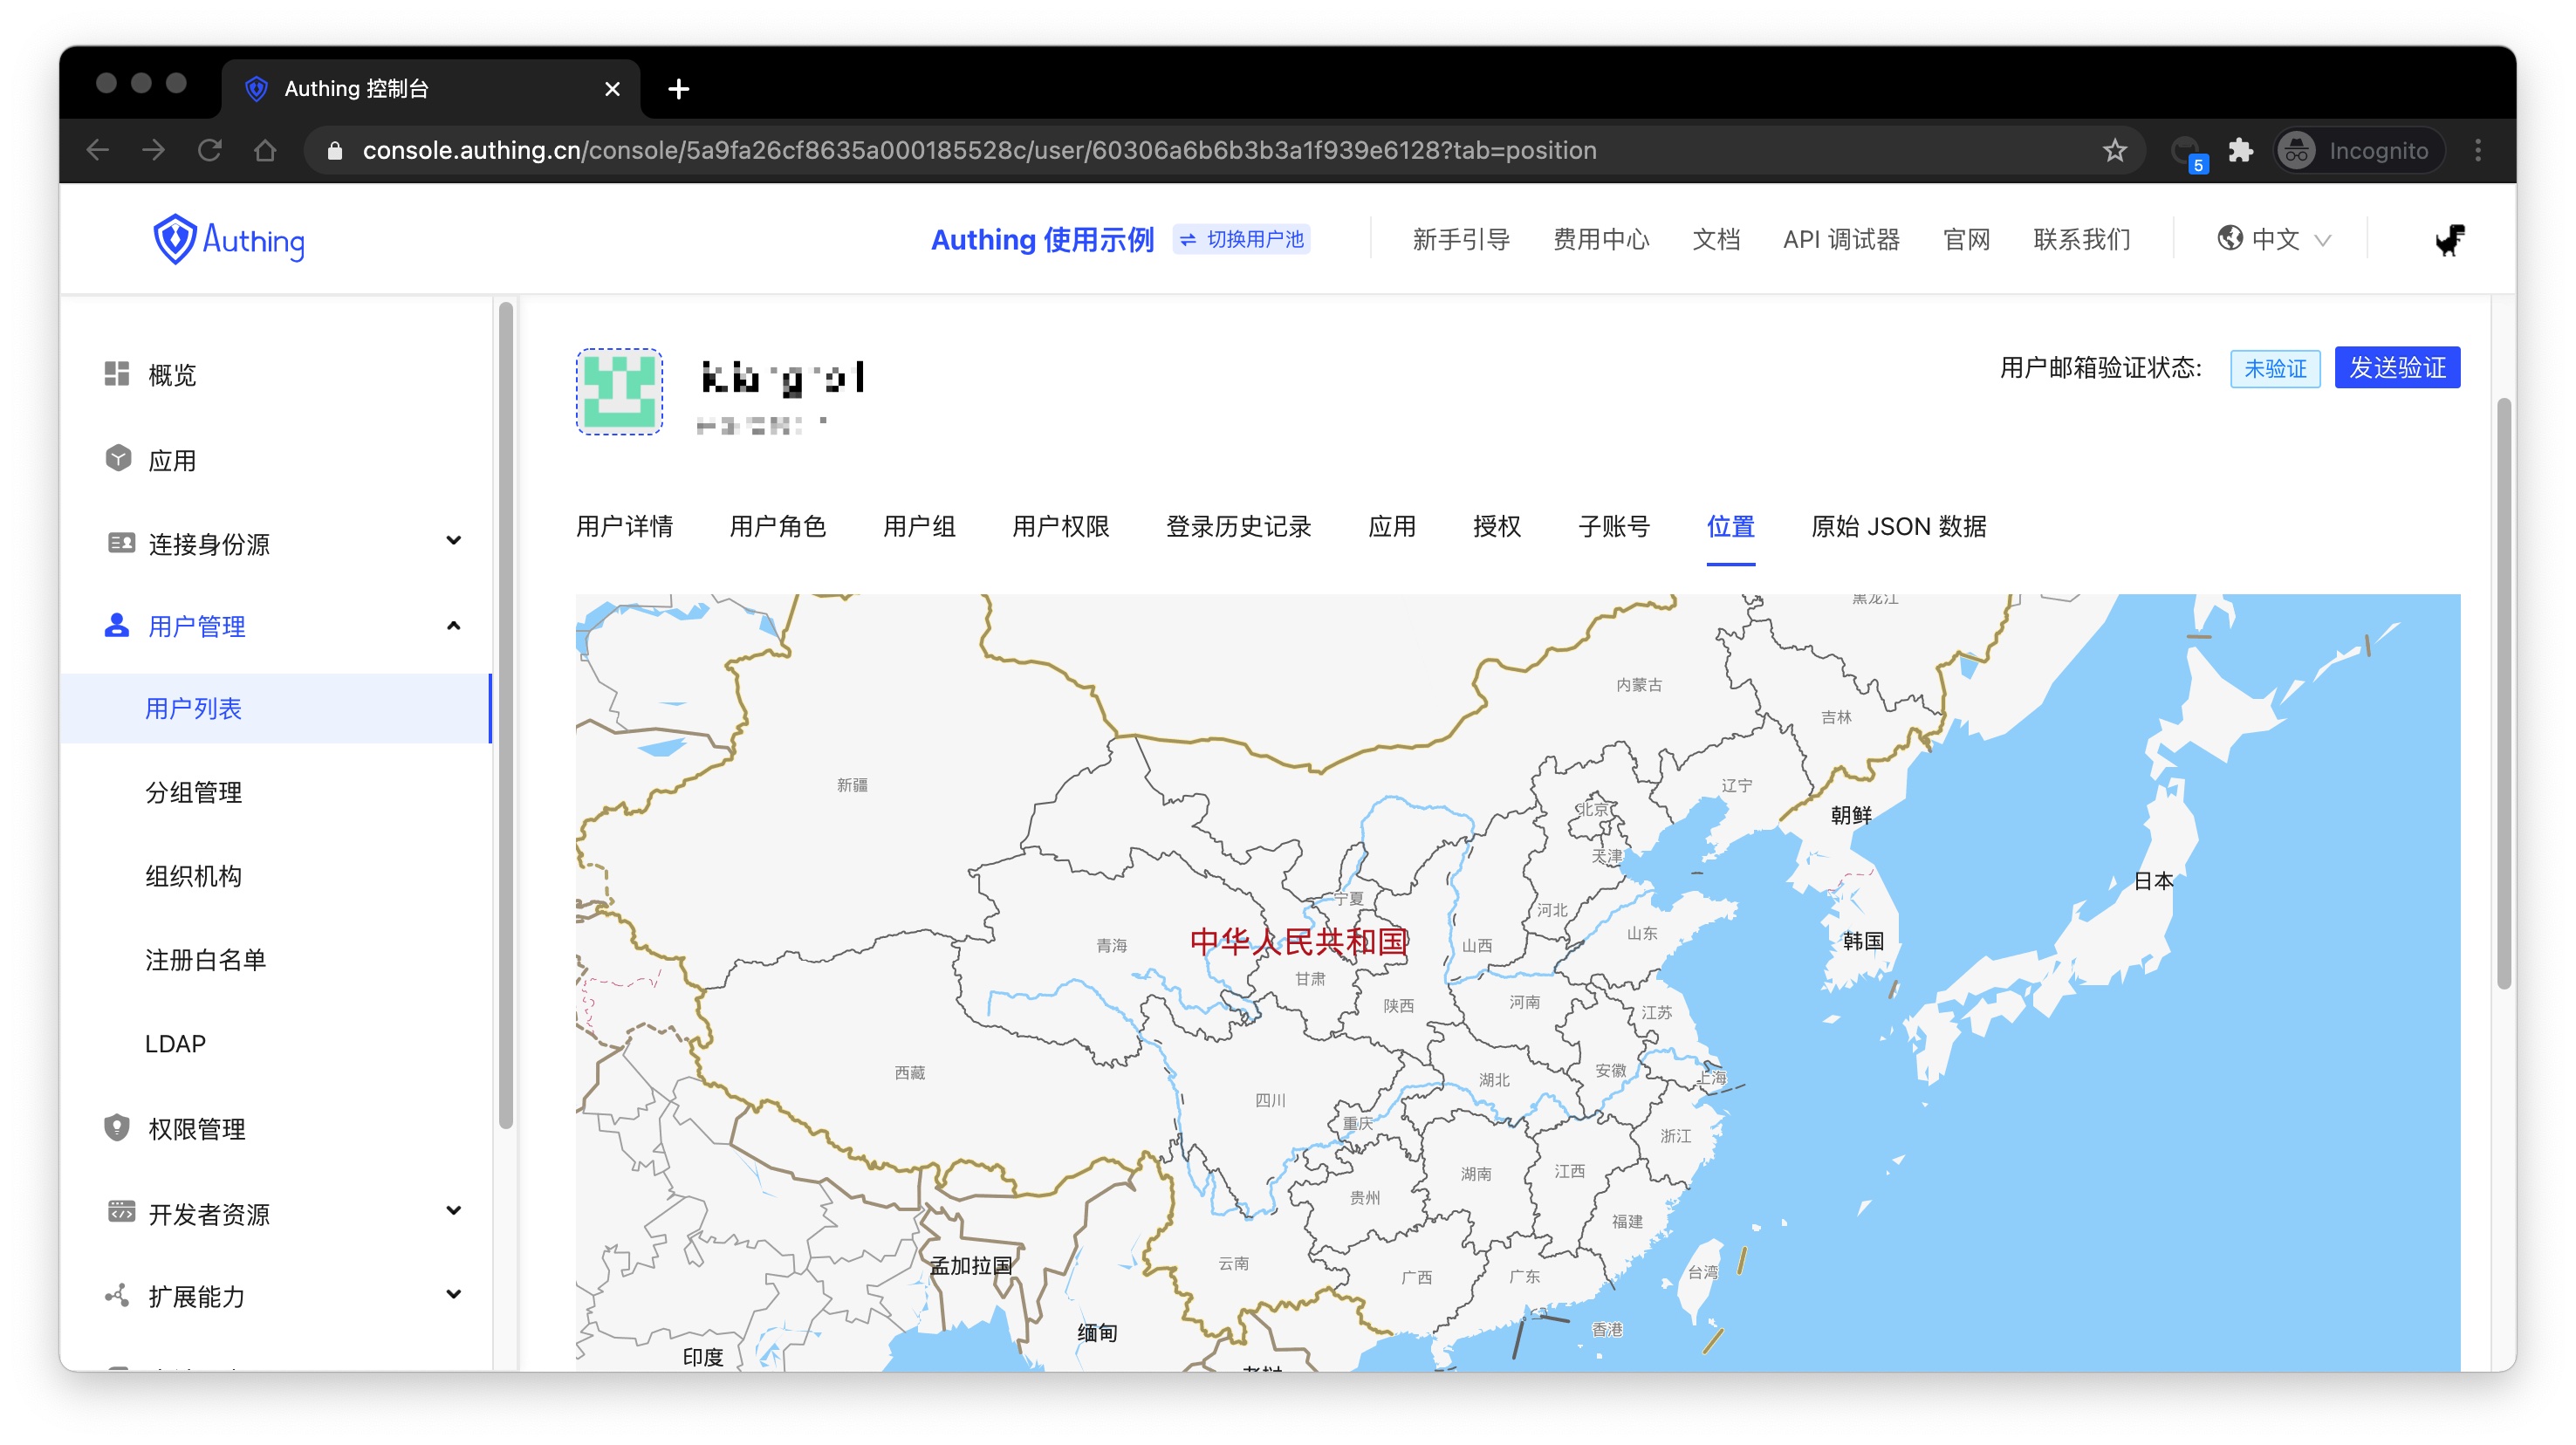 Authing 控制台
console.authing.cn/console/5a9fa26cf8635a000185528c/user/60306a6b6b3b3a1f939e6128?tab=position
5
Incognito
Authing
Authing 使用示例
切换用户池
新手引导
费用中心
文档
API 调试器
官网
联系我们
中文
概览
应用
连接身份源
用户管理
用户列表
分组管理
组织机构
注册白名单
LDAP
权限管理
开发者资源
扩展能力
用户邮箱验证状态:
未验证
发送验证
用户详情
用户角色
用户组
用户权限
登录历史记录
应用
授权
子账号
位置
原始 JSON 数据
黑龙江
内蒙古
吉林
新疆
辽宁
北京
朝鲜
天津
日本
宁夏
河北
山东
韩国
中华人民共和国
青海
山西
甘肃
陕西
河南
江苏
西藏
安徽
上海
湖北
四川
重庆
浙江
湖南
江西
贵州
福建
云南
孟加拉国
广西
广东
台湾
香港
缅甸
印度